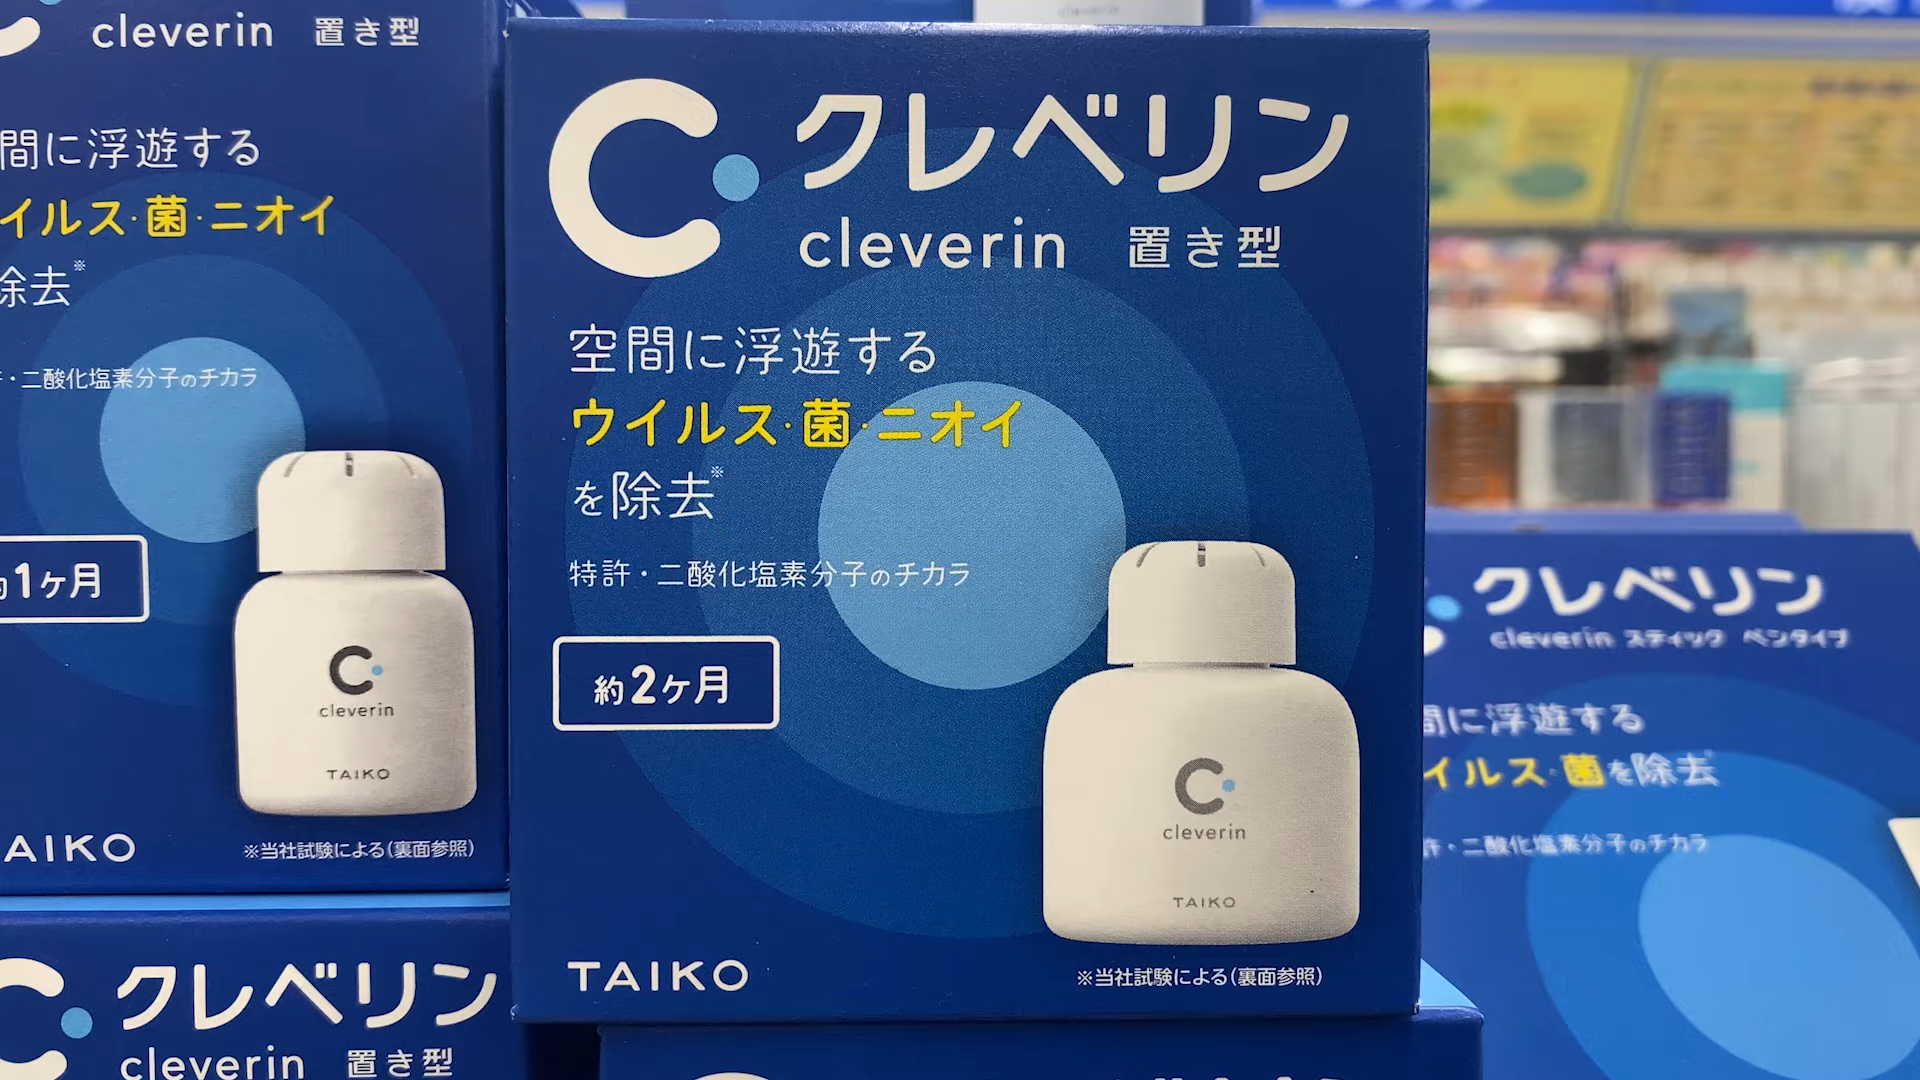 cleverin 置き型
間に浮遊する
イルス・菌・ニオイ
除去※
・二酸化塩素分子のチカラ
1ヶ月
cleverin
TAIKO
AIKO
※当社試験による(裏面参照)
クレベリン
cleverin 置き型
クレベリン
cleverin 置き型
空間に浮遊する
ウイルス・菌・ニオイ
を除去※
特許・二酸化塩素分子のチカラ
約2ヶ月
cleverin
TAIKO
TAIKO
※当社試験による(裏面参照)
クレベリン
cleverin スティック ペンタイプ
間に浮遊する
イルス・菌を除去※
許・二酸化塩素分子のチカラ